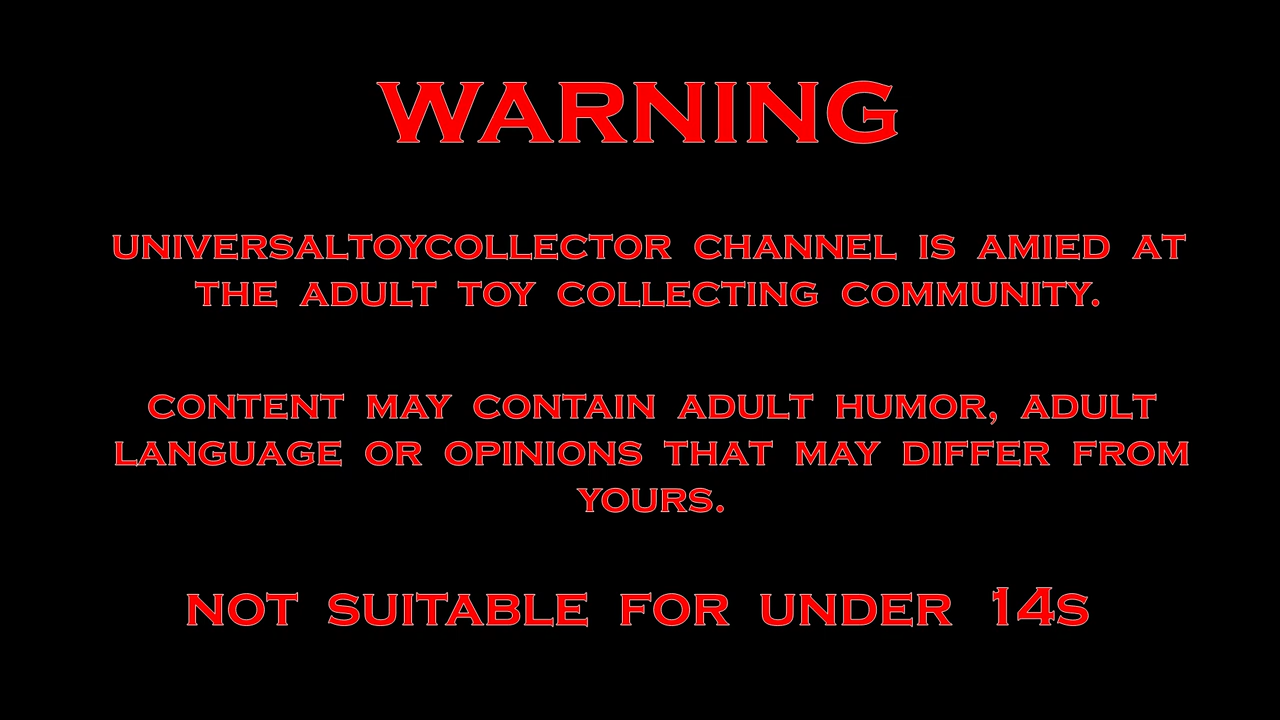 WARNING
UNIVERSALTOYCOLLECTOR CHANNEL IS AMIED AT
THE ADULT TOY COLLECTING COMMUNITY.
CONTENT MAY CONTAIN ADULT HUMOR, ADULT
LANGUAGE OR OPINIONS THAT MAY DIFFER FROM
YOURS.
NOT SUITABLE FOR UNDER 14S